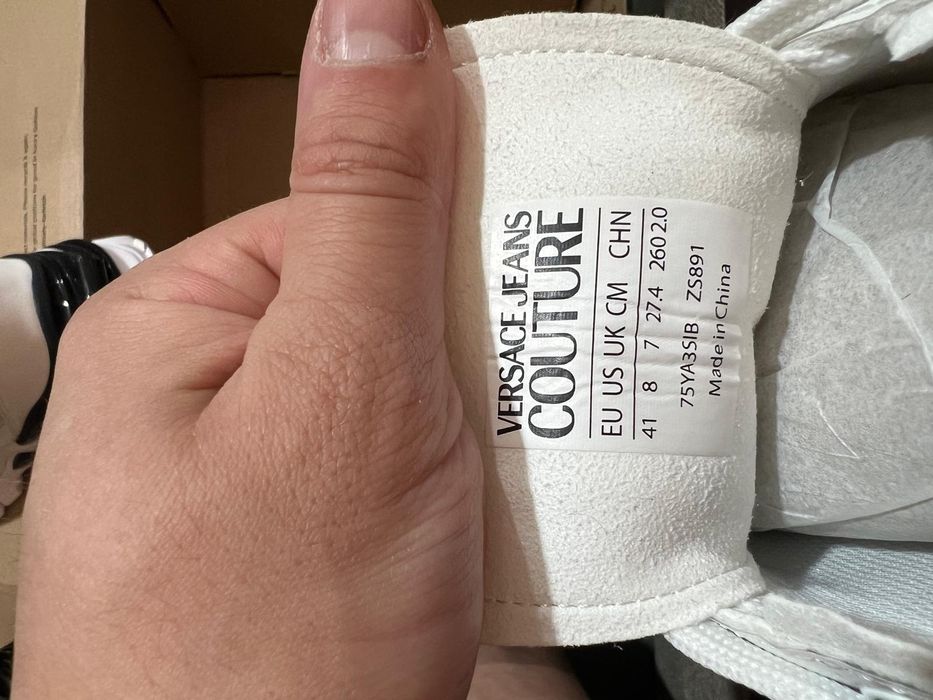 VERSACE JEANS
COUTURE
EU US UK CM CHN
41 8 7 27.4 260 2.0
75YA3SIB ZS891
Made in China